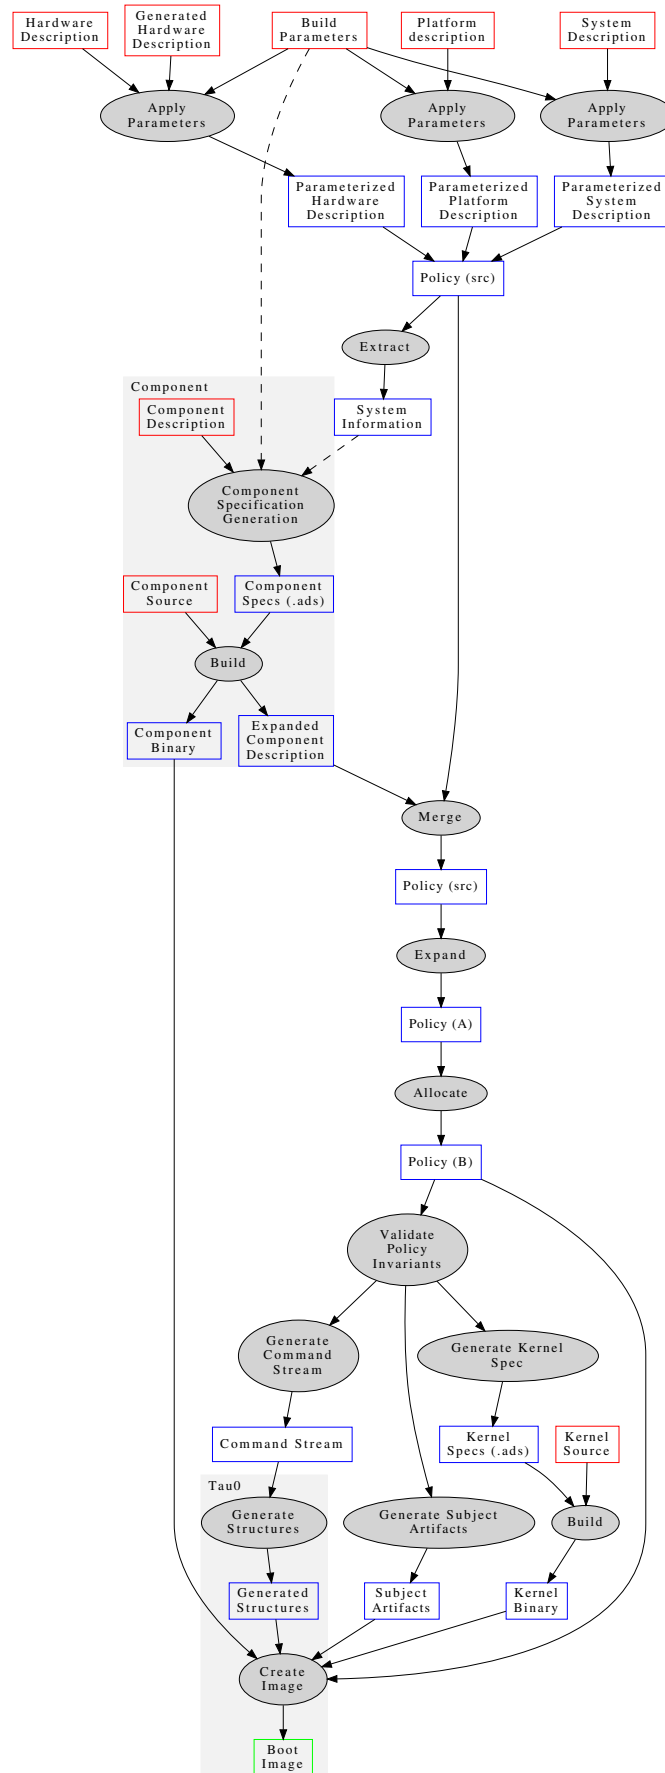 Hardware
Description
Generated
Hardware
Description
Build
Parameters
Platform
description
System
Description
Apply
Parameters
Apply
Parameters
Apply
Parameters
Parameterized
Hardware
Description
Parameterized
Platform
Description
Parameterized
System
Description
Policy (src)
Extract
Component
Component
Description
System
Information
Component
Specification
Generation
Component
Source
Component
Specs (.ads)
Build
Component
Binary
Expanded
Component
Description
Merge
Policy (src)
Expand
Policy (A)
Allocate
Policy (B)
Validate
Policy
Invariants
Generate
Command
Stream
Generate Kernel
Spec
Command Stream
Kernel
Specs (.ads)
Kernel
Source
Tau0
Generate
Structures
Generate Subject
Artifacts
Build
Generated
Structures
Subject
Artifacts
Kernel
Binary
Create
Image
Boot
Image